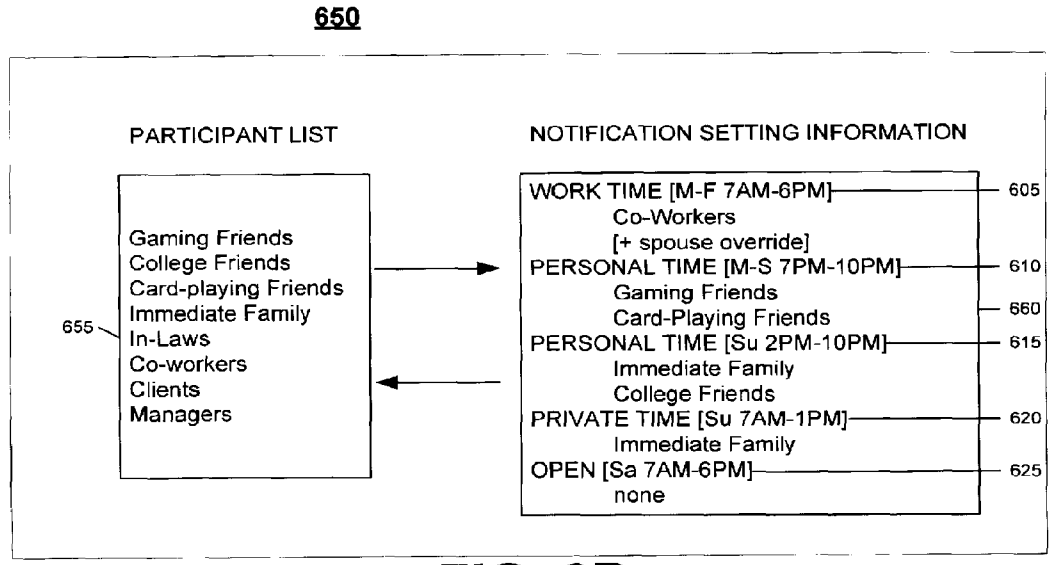 650
PARTICIPANT LIST
Gaming Friends
College Friends
Card-playing Friends
Immediate Family
In-Laws
Co-workers
Clients
Managers
655
NOTIFICATION SETTING INFORMATION
WORK TIME [M-F 7AM-6PM] 605
Co-Workers
[+ spouse override]
PERSONAL TIME [M-S 7PM-10PM] 610
Gaming Friends
Card-Playing Friends 660
PERSONAL TIME [Su 2PM-10PM] 615
Immediate Family
College Friends
PRIVATE TIME [Su 7AM-1PM] 620
Immediate Family
OPEN [Sa 7AM-6PM] 625
none